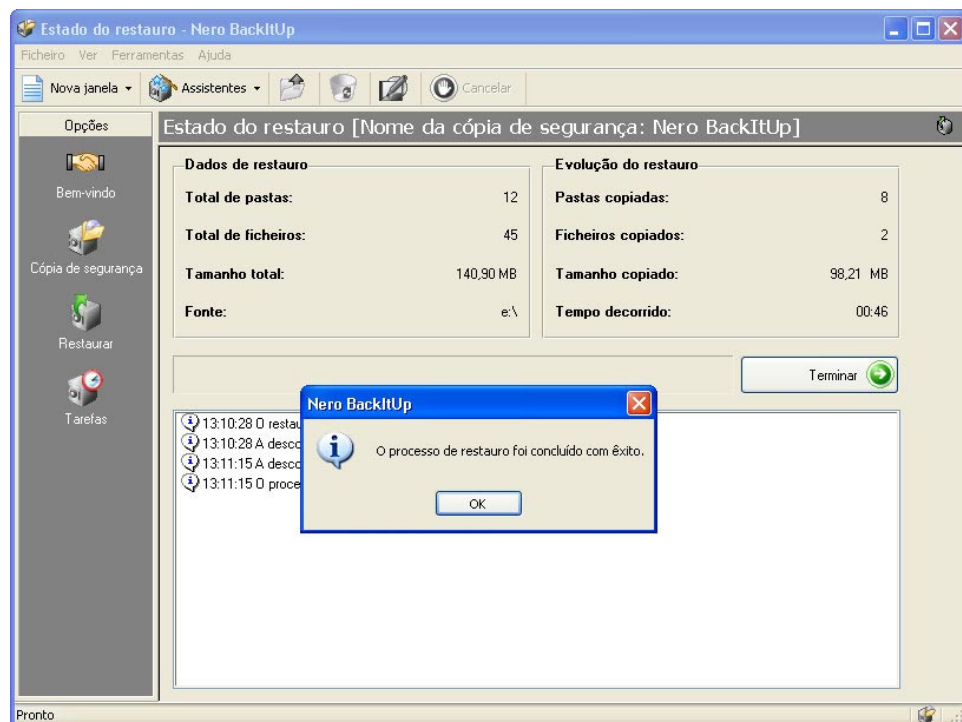 Estado do restauro - Nero BackItUp
Ficheiro Ver Ferramentas Ajuda
Nova janela Assistentes Cancelar
Opções
Estado do restauro [Nome da cópia de segurança: Nero BackItUp]
Bem-vindo
Cópia de segurança
Restaurar
Tarefas
Dados de restauro
Total de pastas: 12
Total de ficheiros: 45
Tamanho total: 140,90 MB
Fonte: e:\
Evolução do restauro
Pastas copiadas: 8
Ficheiros copiados: 2
Tamanho copiado: 98,21 MB
Tempo decorrido: 00:46
Terminar
13:10:28 O restau
13:10:28 A desco
13:11:15 A desco
13:11:15 O proce
Nero BackItUp
O processo de restauro foi concluído com êxito.
OK
Pronto